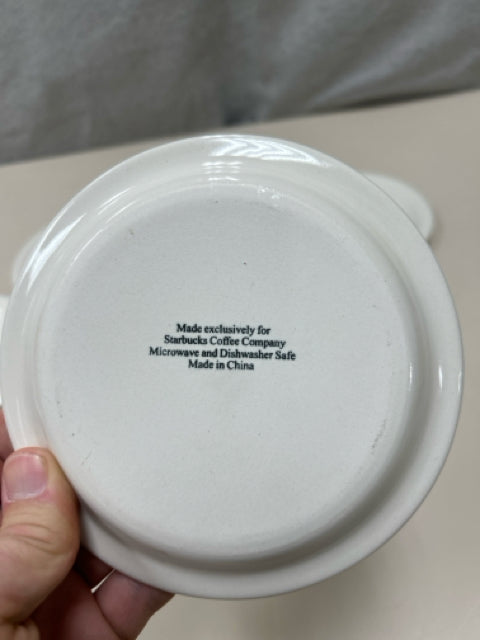 Made exclusively for
Starbucks Coffee Company
Microwave and Dishwasher Safe
Made in China